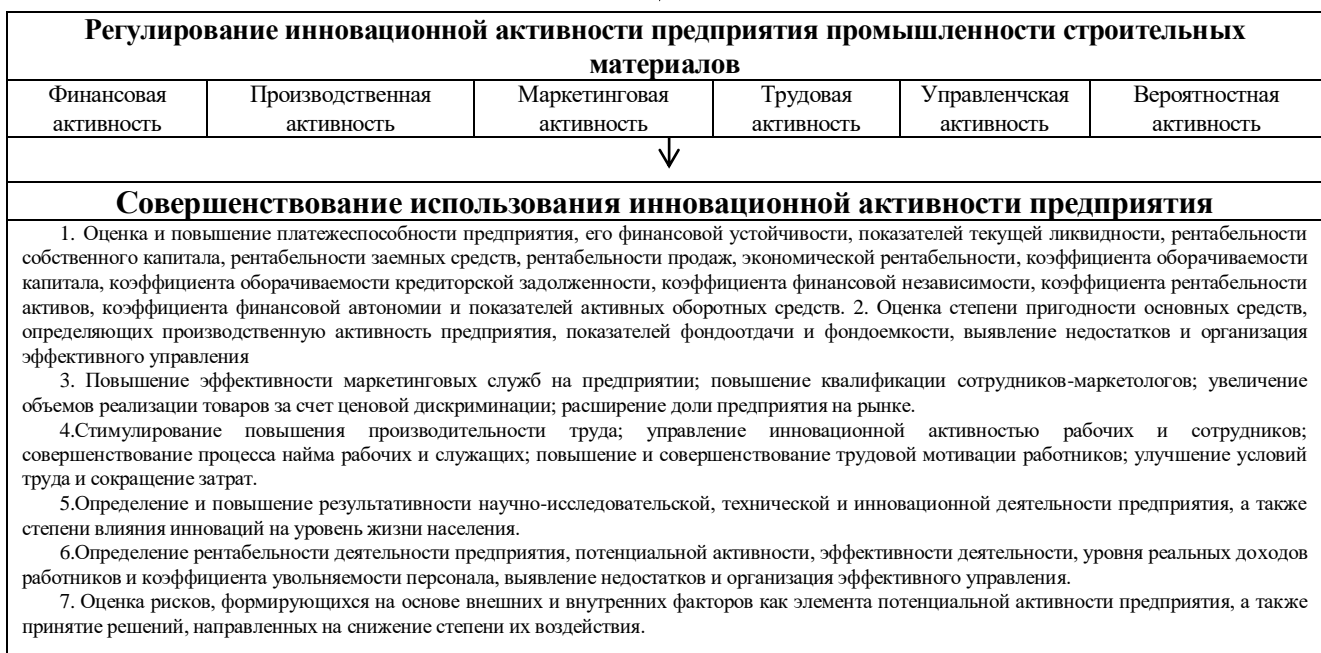 Регулирование инновационной активности предприятия промышленности строительных
материалов
Финансовая Производственная Маркетинговая Трудовая Управленчская Вероятностная
активность активность активность активность активность активность
Совершенствование использования инновационной активности предприятия
1. Оценка и повышение платежеспособности предприятия, его финансовой устойчивости, показателей текущей ликвидности, рентабельности
собственного капитала, рентабельности заемных средств, рентабельности продаж, экономической рентабельности, коэффициента оборачиваемости
капитала, коэффициента оборачиваемости кредиторской задолженности, коэффициента финансовой независимости, коэффициента рентабельности
активов, коэффициента финансовой автономии и показателей активных оборотных средств. 2. Оценка степени пригодности основных средств,
определяющих производственную активность предприятия, показателей фондоотдачи и фондоемкости, выявление недостатков и организация
эффективного управления
3. Повышение эффективности маркетинговых служб на предприятии; повышение квалификации сотрудников-маркетологов; увеличение
объемов реализации товаров за счет ценовой дискриминации; расширение доли предприятия на рынке.
4.Стимулирование повышения производительности труда; управление инновационной активностью рабочих и сотрудников;
совершенствование процесса найма рабочих и служащих; повышение и совершенствование трудовой мотивации работников; улучшение условий
труда и сокращение затрат.
5.Определение и повышение результативности научно-исследовательской, технической и инновационной деятельности предприятия, а также
степени влияния инноваций на уровень жизни населения.
6.Определение рентабельности деятельности предприятия, потенциальной активности, эффективности деятельности, уровня реальных доходов
работников и коэффициента увольняемости персонала, выявление недостатков и организация эффективного управления.
7. Оценка рисков, формирующихся на основе внешних и внутренних факторов как элемента потенциальной активности предприятия, а также
принятие решений, направленных на снижение степени их воздействия.